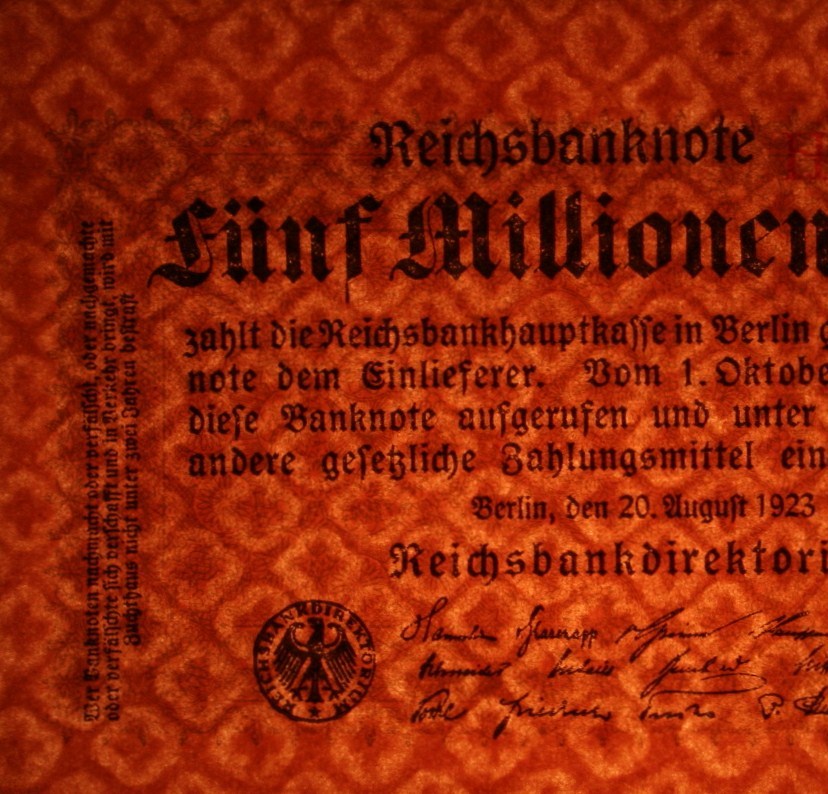 Reichsbanknote
Fünf Millionen
zahlt die Reichsbankhauptkasse in Berlin g
note dem Einlieferer. Vom 1. Oktobe
diese Banknote aufgerufen und unter
andere gesetzliche Zahlungsmittel ein
Berlin, den 20. August 1923
Reichsbankdirektori
REICHSBANKDIREKTORIUM
Wer Banknoten nachmacht oder verfälscht, oder nachgemachte
oder verfälschte sich verschafft und in Verkehr bringt, wird mit
Zuchthaus nicht unter zwei Jahren bestraft